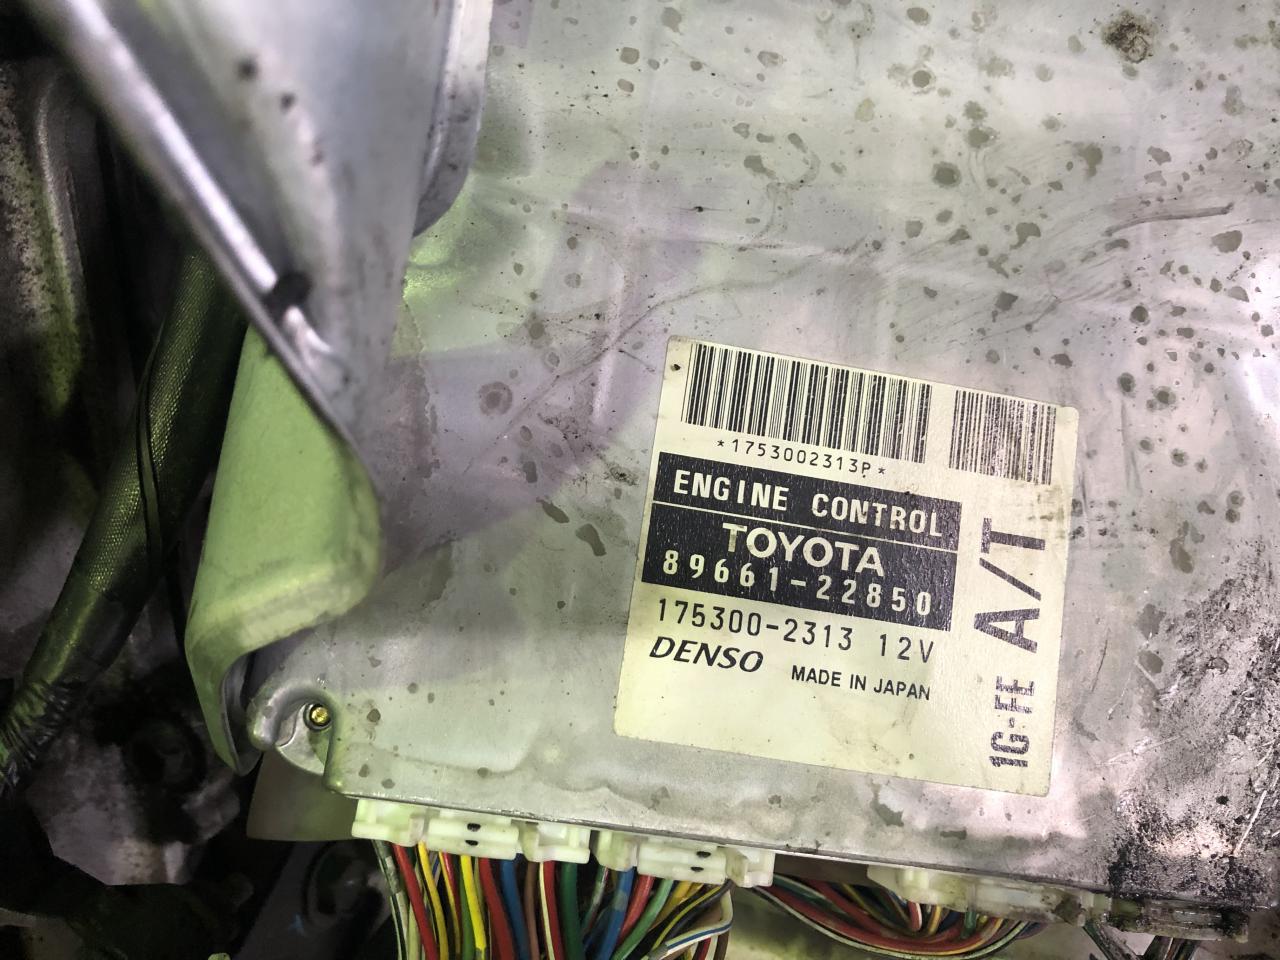 *1753002313P*
ENGINE CONTROL
TOYOTA
89661-22850
175300-2313 12V
DENSO MADE IN JAPAN
1G-FE A/T